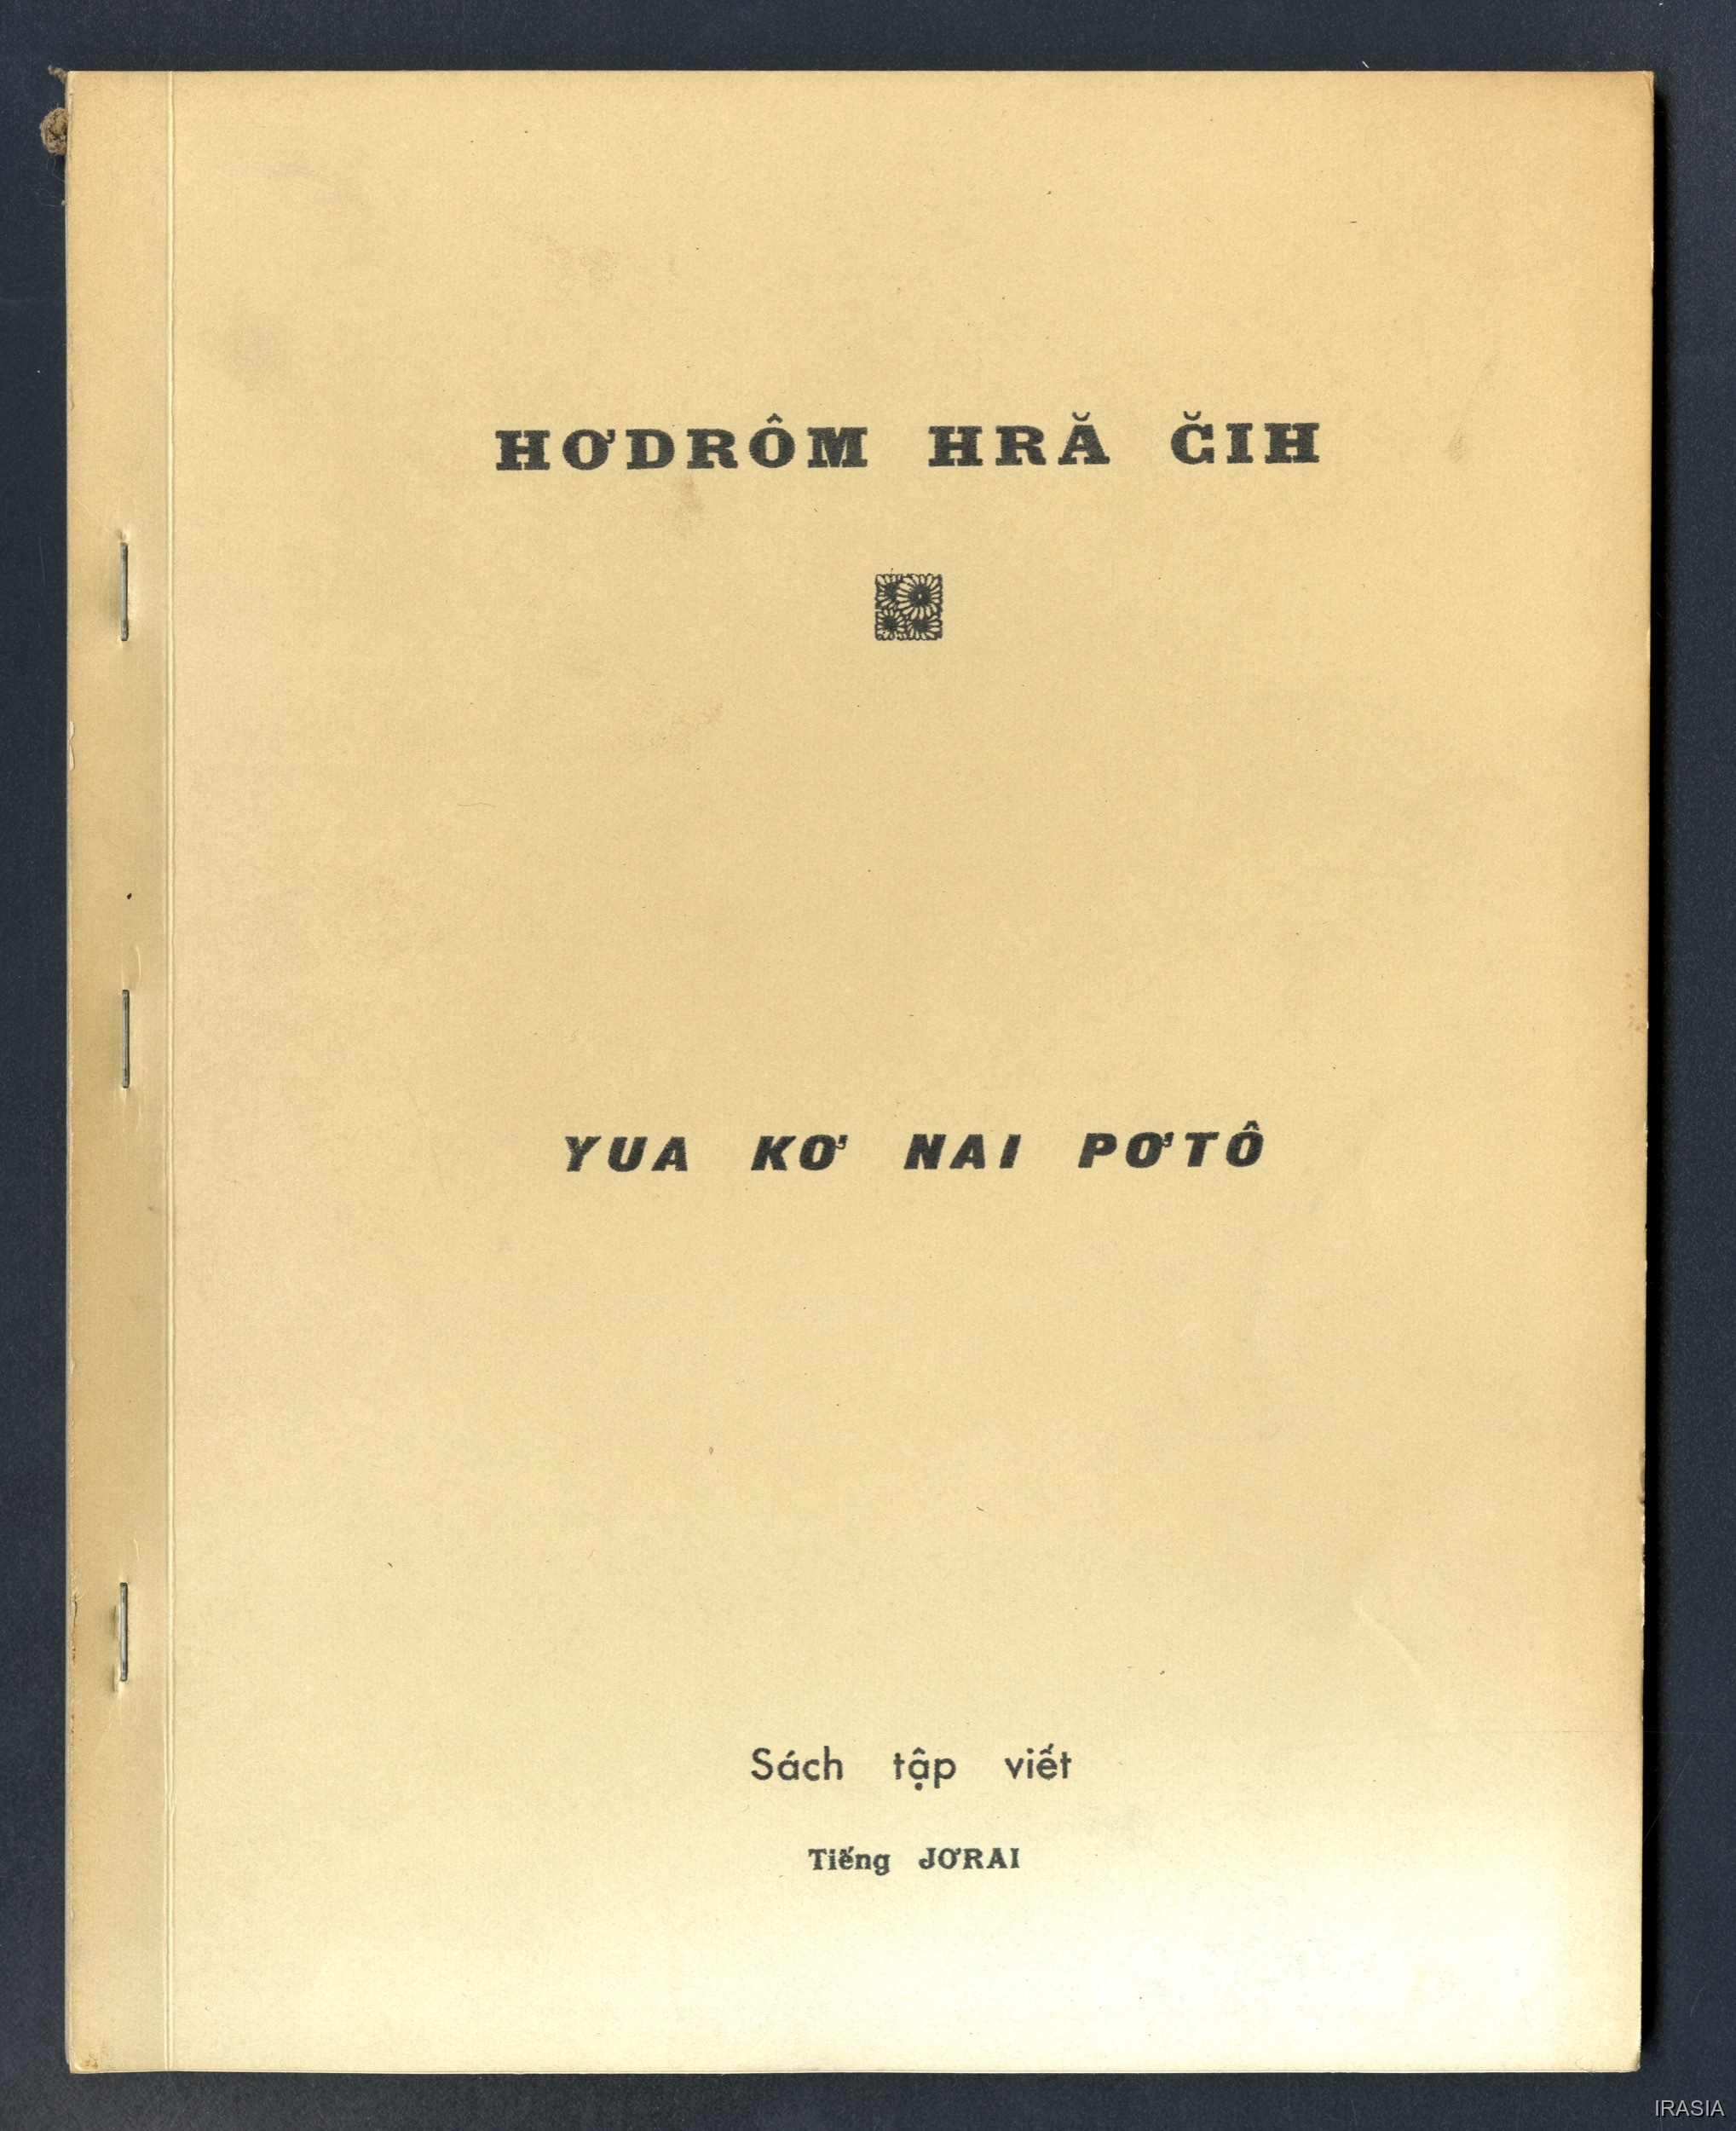 HƠDRÔM HRĂ ČIH
YUA KƠ NAI PƠTÔ
Sách tập viết
Tiếng JƠRAI
IRASIA